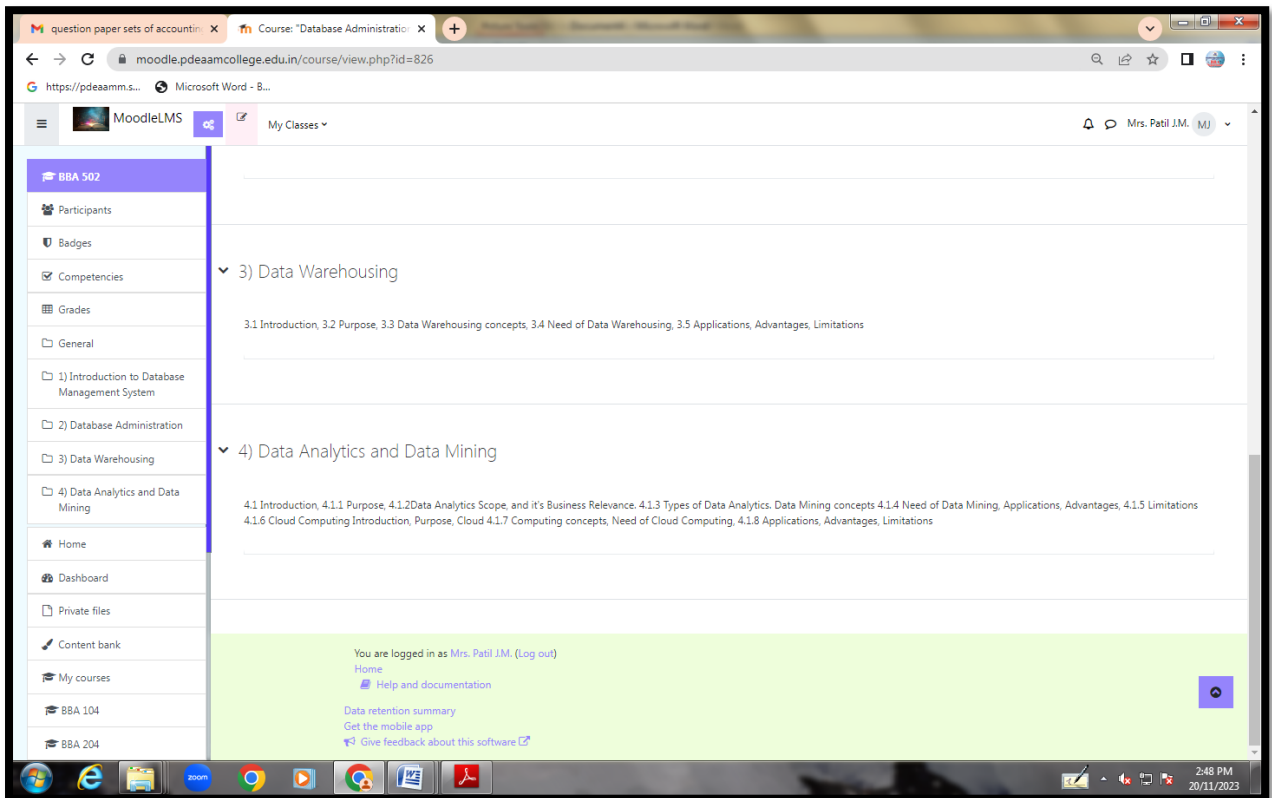 question paper sets of accountin
Course: "Database Administratio
moodle.pdeaamcollege.edu.in/course/view.php?id=826
https://pdeaamm.s...
Microsoft Word - B...
MoodleLMS
My Classes
Mrs. Patil J.M. MJ
BBA 502
Participants
Badges
Competencies
Grades
General
1) Introduction to Database
Management System
2) Database Administration
3) Data Warehousing
4) Data Analytics and Data
Mining
Home
Dashboard
Private files
Content bank
My courses
BBA 104
BBA 204
3) Data Warehousing
3.1 Introduction, 3.2 Purpose, 3.3 Data Warehousing concepts, 3.4 Need of Data Warehousing, 3.5 Applications, Advantages, Limitations
4) Data Analytics and Data Mining
4.1 Introduction, 4.1.1 Purpose, 4.1.2Data Analytics Scope, and it's Business Relevance. 4.1.3 Types of Data Analytics. Data Mining concepts 4.1.4 Need of Data Mining, Applications, Advantages, 4.1.5 Limitations
4.1.6 Cloud Computing Introduction, Purpose, Cloud 4.1.7 Computing concepts, Need of Cloud Computing, 4.1.8 Applications, Advantages, Limitations
You are logged in as Mrs. Patil J.M. (Log out)
Home
Help and documentation
Data retention summary
Get the mobile app
Give feedback about this software
zoom
2:48 PM
20/11/2023